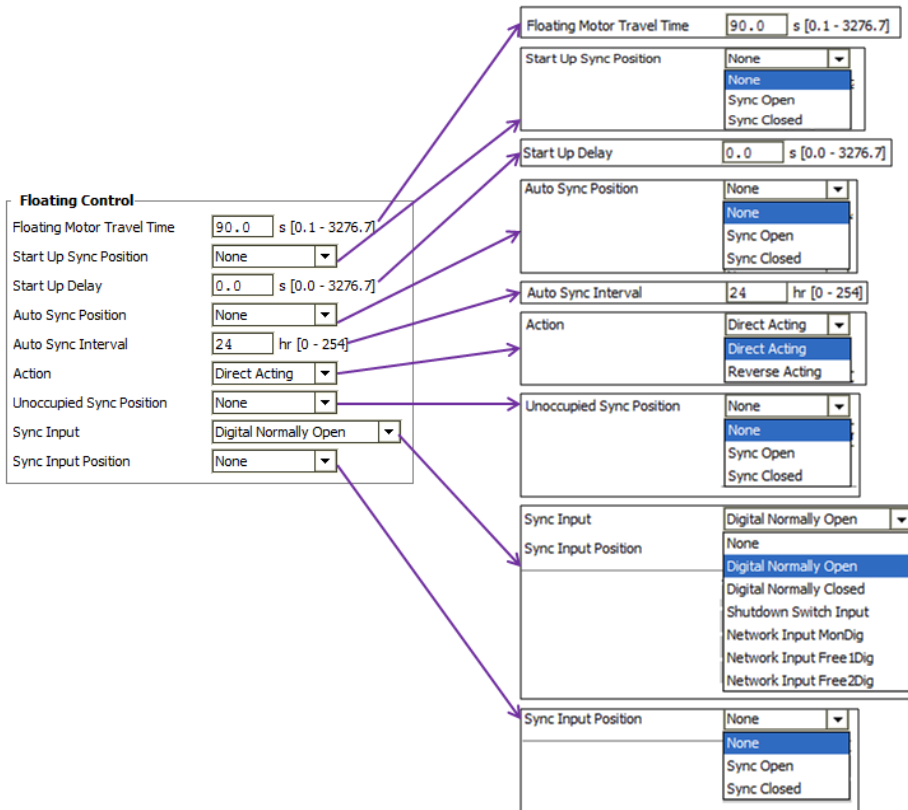 Floating Control
Floating Motor Travel Time 90.0 s [0.1 - 3276.7]
Start Up Sync Position None
Start Up Delay 0.0 s [0.0 - 3276.7]
Auto Sync Position None
Auto Sync Interval 24 hr [0 - 254]
Action Direct Acting
Unoccupied Sync Position None
Sync Input Digital Normally Open
Sync Input Position None
Floating Motor Travel Time 90.0 s [0.1 - 3276.7]
Start Up Sync Position None
None
Sync Open
Sync Closed
Start Up Delay 0.0 s [0.0 - 3276.7]
Auto Sync Position None
None
Sync Open
Sync Closed
Auto Sync Interval 24 hr [0 - 254]
Action Direct Acting
Direct Acting
Reverse Acting
Unoccupied Sync Position None
None
Sync Open
Sync Closed
Sync Input Digital Normally Open
Sync Input Position None
Digital Normally Open
Digital Normally Closed
Shutdown Switch Input
Network Input MonDig
Network Input Free1Dig
Network Input Free2Dig
Sync Input Position None
None
Sync Open
Sync Closed